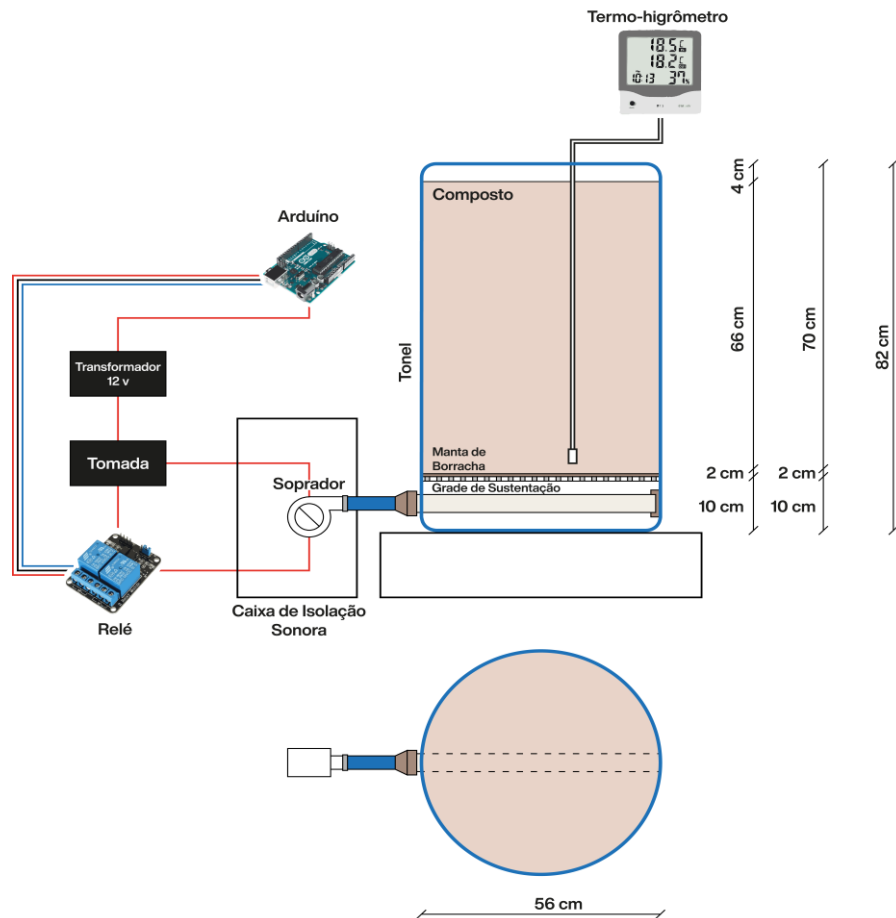 Termo-higrômetro
18.5
18.2
1013 37%
4 cm
Composto
Arduíno
66 cm
70 cm
82 cm
Tonel
Transformador
12 v
Manta de
Borracha
Tomada
2 cm
2 cm
Grade de Sustentação
Soprador
10 cm
10 cm
Relé
Caixa de Isolação
Sonora
56 cm